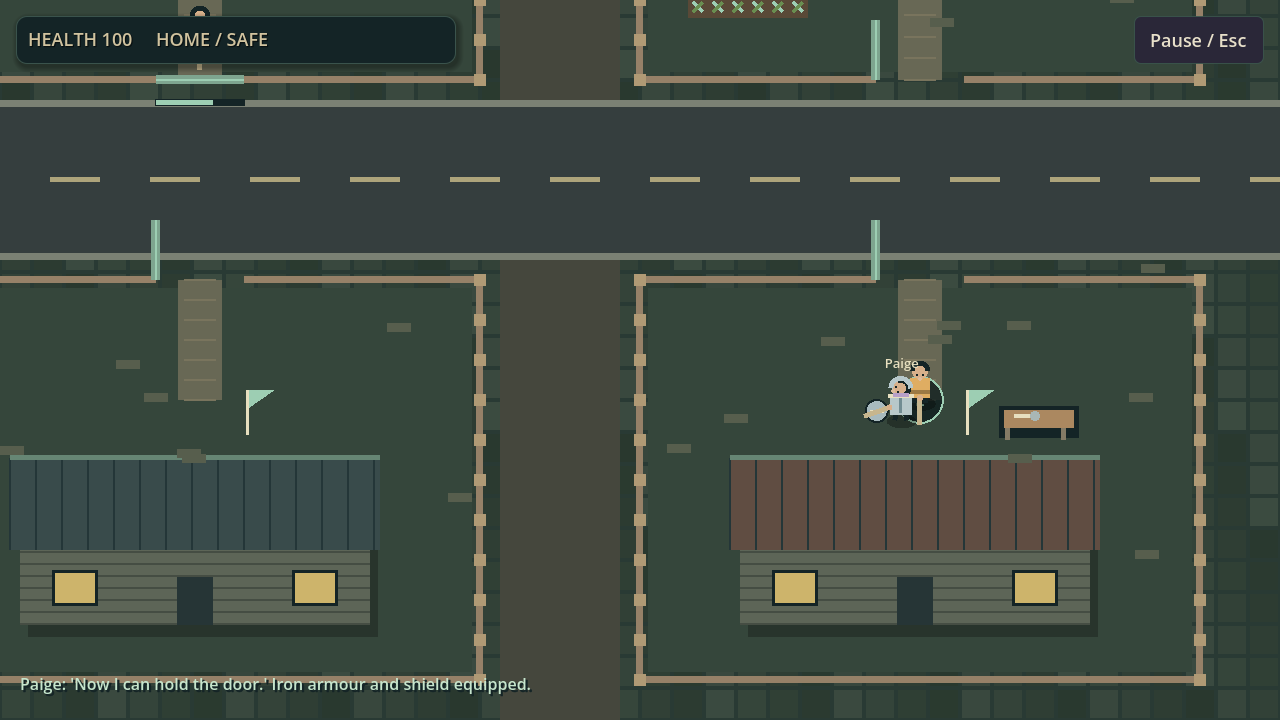 HEALTH 100 HOME / SAFE
Pause / Esc
Paige
Paige: 'Now I can hold the door.' Iron armour and shield equipped.